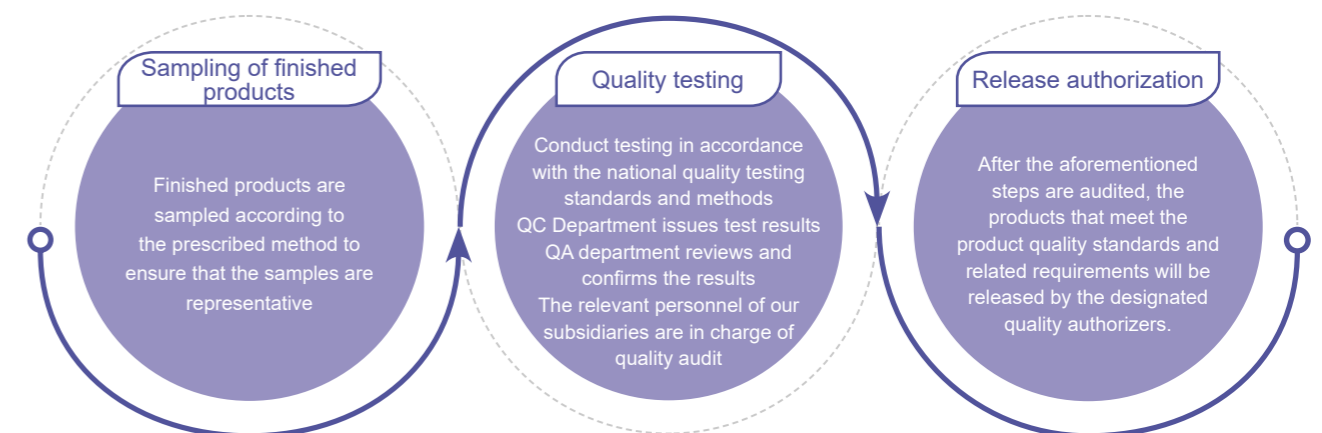 Sampling of finished
products
Finished products are
sampled according to
the prescribed method to
ensure that the samples are
representative
Quality testing
Conduct testing in accordance
with the national quality testing
standards and methods
QC Department issues test results
QA department reviews and
confirms the results
The relevant personnel of our
subsidiaries are in charge of
quality audit
Release authorization
After the aforementioned
steps are audited, the
products that meet the
product quality standards and
related requirements will be
released by the designated
quality authorizers.